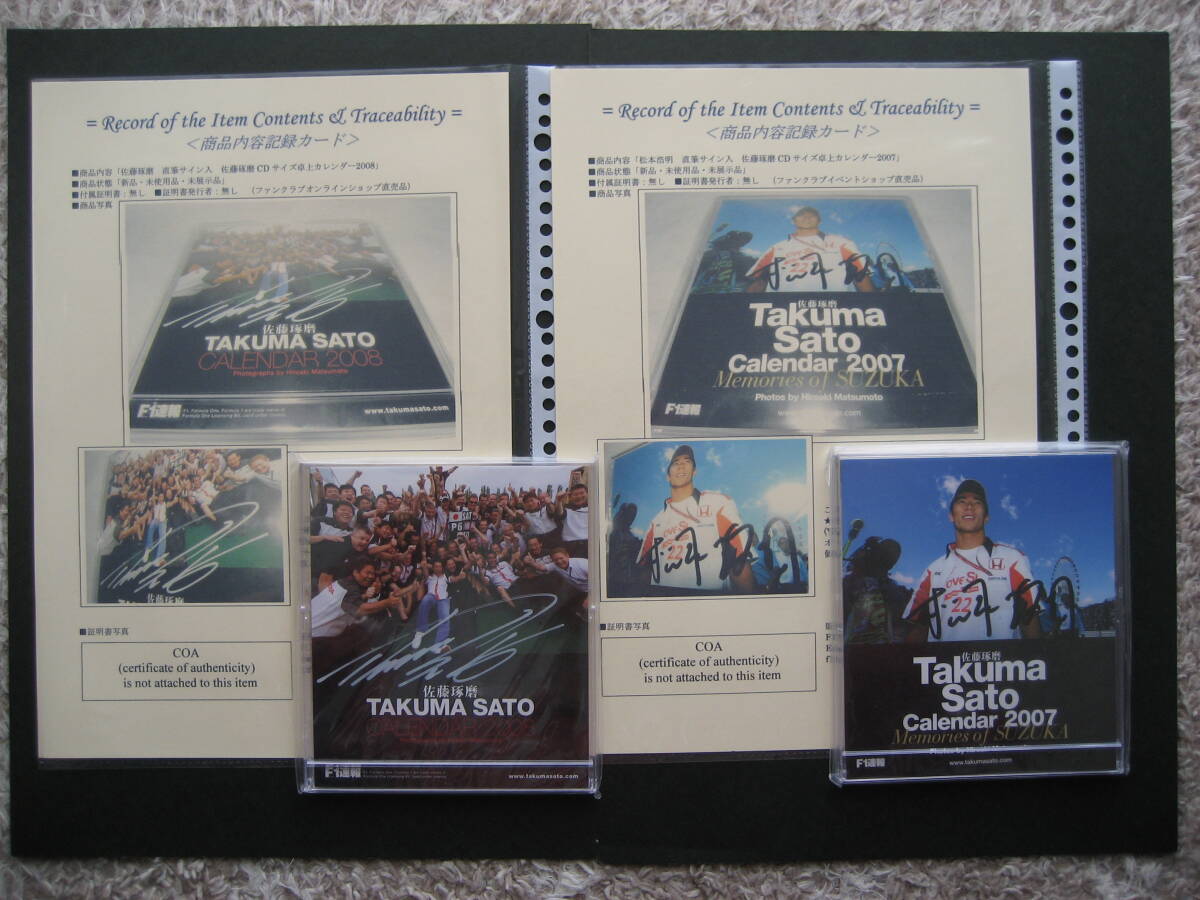 = Record of the Item Contents & Traceability =
<商品内容記録カード>
■商品内容「佐藤琢磨 直筆サイン入 佐藤琢磨CDサイズ卓上カレンダー2008」
■商品状態「新品・未使用品・未展示品」
■付属証明書:無し ■証明書発行者:無し (ファンクラブオンラインショップ直売品)
■商品写真
佐藤琢磨
TAKUMA SATO
CALENDAR 2008
Photographs by Hiroaki Matsumoto
F1速報
www.takumasato.com
佐藤琢磨
■証明書写真
COA
(certificate of authenticity)
is not attached to this item
= Record of the Item Contents & Traceability =
<商品内容記録カード>
■商品内容「松本浩明 直筆サイン入 佐藤琢磨CDサイズ卓上カレンダー2007」
■商品状態「新品・未使用品・未展示品」
■付属証明書:無し ■証明書発行者:無し (ファンクラブイベントショップ直売品)
■商品写真
佐藤琢磨
Takuma
Sato
Calendar 2007
Memories of SUZUKA
Photos by Hiroaki Matsumoto
F1速報
■証明書写真
COA
(certificate of authenticity)
is not attached to this item
佐藤琢磨
TAKUMA SATO
F1速報
www.takumasato.com
佐藤琢磨
Takuma
Sato
Calendar 2007
Memories of SUZUKA
F1速報
www.takumasato.com